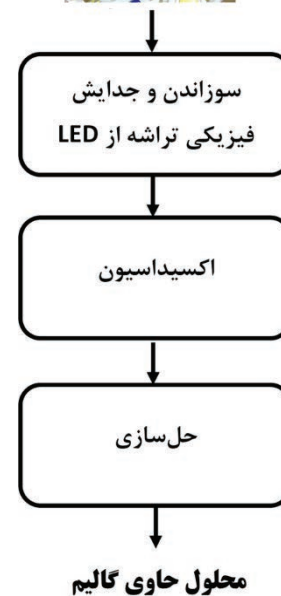 سوزاندن و جدایش
فیزیکی تراشه از LED
اکسیداسیون
حل‌سازی
محلول حاوی گالیم